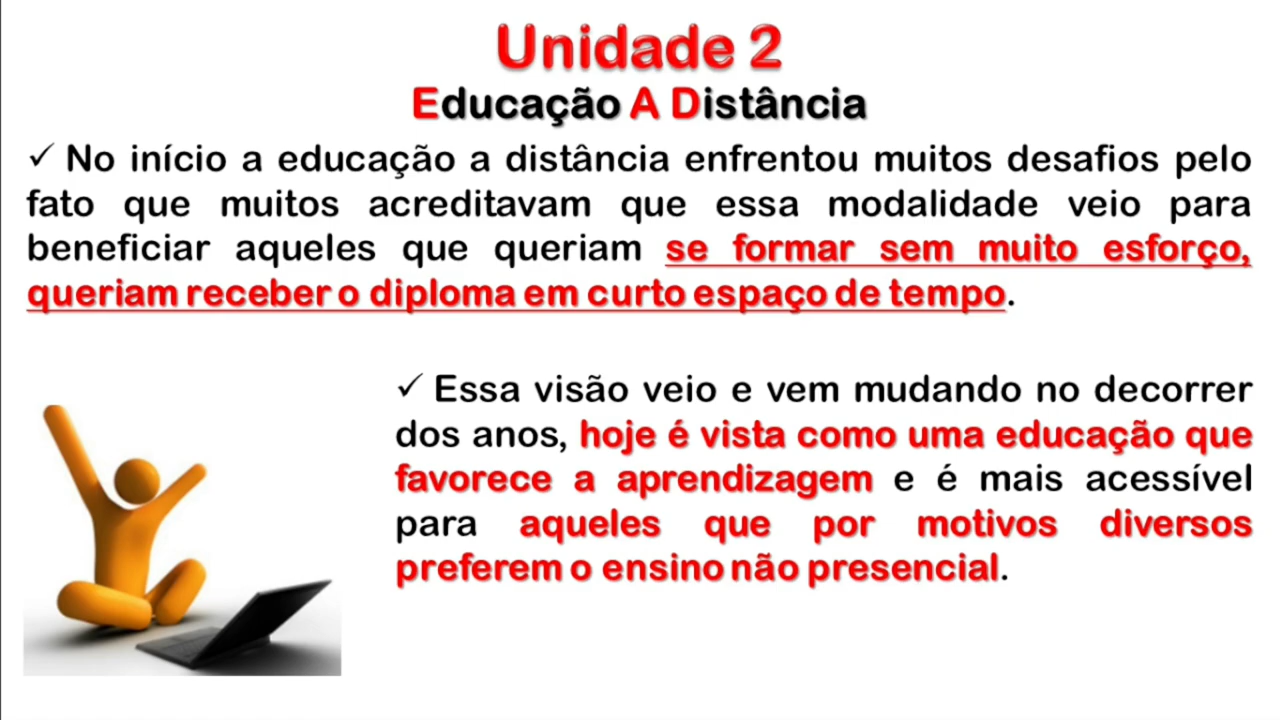 Unidade 2
Educação A Distância
✓ No início a educação a distância enfrentou muitos desafios pelo
fato que muitos acreditavam que essa modalidade veio para
beneficiar aqueles que queriam se formar sem muito esforço,
queriam receber o diploma em curto espaço de tempo.
✓ Essa visão veio e vem mudando no decorrer
dos anos, hoje é vista como uma educação que
favorece a aprendizagem e é mais acessível
para aqueles que por motivos diversos
preferem o ensino não presencial.